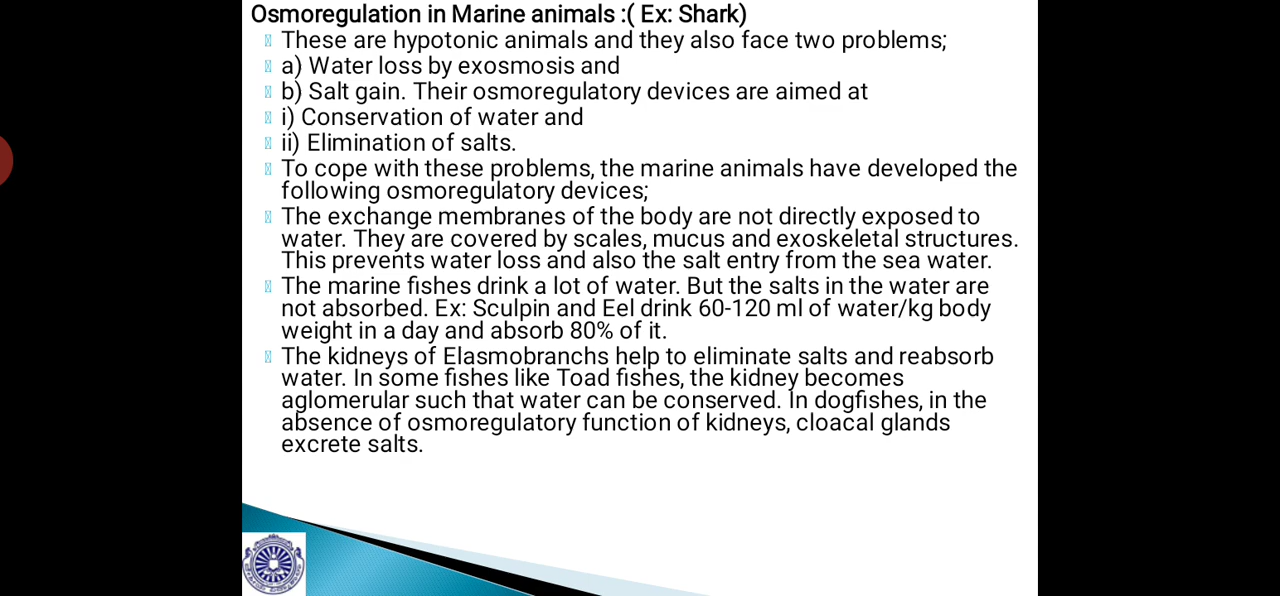 Osmoregulation in Marine animals :( Ex: Shark)
These are hypotonic animals and they also face two problems;
a) Water loss by exosmosis and
b) Salt gain. Their osmoregulatory devices are aimed at
i) Conservation of water and
ii) Elimination of salts.
To cope with these problems, the marine animals have developed the
following osmoregulatory devices;
The exchange membranes of the body are not directly exposed to
water. They are covered by scales, mucus and exoskeletal structures.
This prevents water loss and also the salt entry from the sea water.
The marine fishes drink a lot of water. But the salts in the water are
not absorbed. Ex: Sculpin and Eel drink 60-120 ml of water/kg body
weight in a day and absorb 80% of it.
The kidneys of Elasmobranchs help to eliminate salts and reabsorb
water. In some fishes like Toad fishes, the kidney becomes
aglomerular such that water can be conserved. In dogfishes, in the
absence of osmoregulatory function of kidneys, cloacal glands
excrete salts.